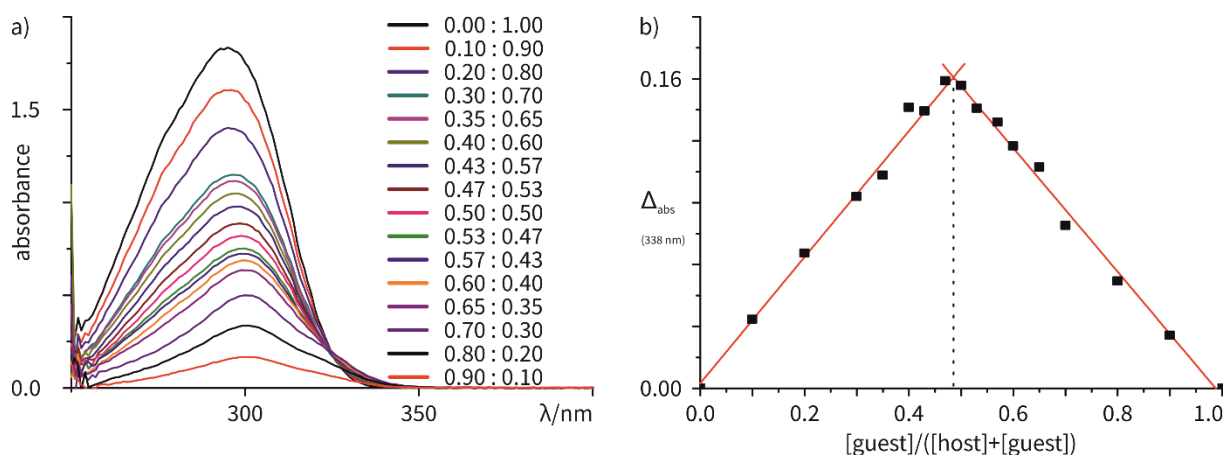 a)
absorbance
1.5
0.0
300
350
λ/nm
0.00 : 1.00
0.10 : 0.90
0.20 : 0.80
0.30 : 0.70
0.35 : 0.65
0.40 : 0.60
0.43 : 0.57
0.47 : 0.53
0.50 : 0.50
0.53 : 0.47
0.57 : 0.43
0.60 : 0.40
0.65 : 0.35
0.70 : 0.30
0.80 : 0.20
0.90 : 0.10
b)
0.16
Δabs
(338 nm)
0.00
0.0
0.2
0.4
0.6
0.8
1.0
[guest]/([host]+[guest])